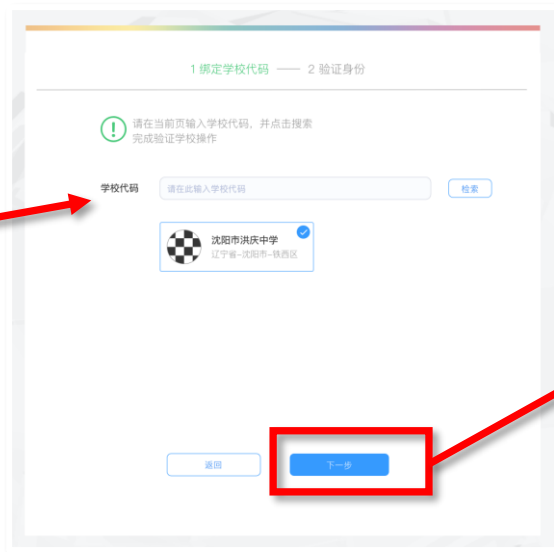 1 绑定学校代码 —— 2 验证身份
请在当前页输入学校代码，并点击搜索
完成验证学校操作
学校代码 请在此输入学校代码 检索
沈阳市洪庆中学
辽宁省-沈阳市-铁西区
返回 下一步